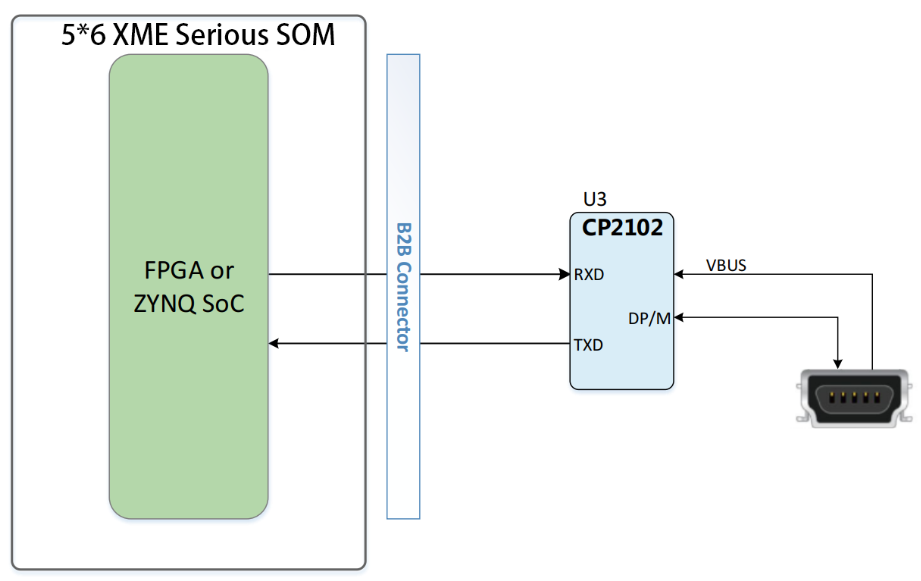 5*6 XME Serious SOM
FPGA or
ZYNQ SoC
B2B Connector
U3
CP2102
RXD
VBUS
DP/M
TXD